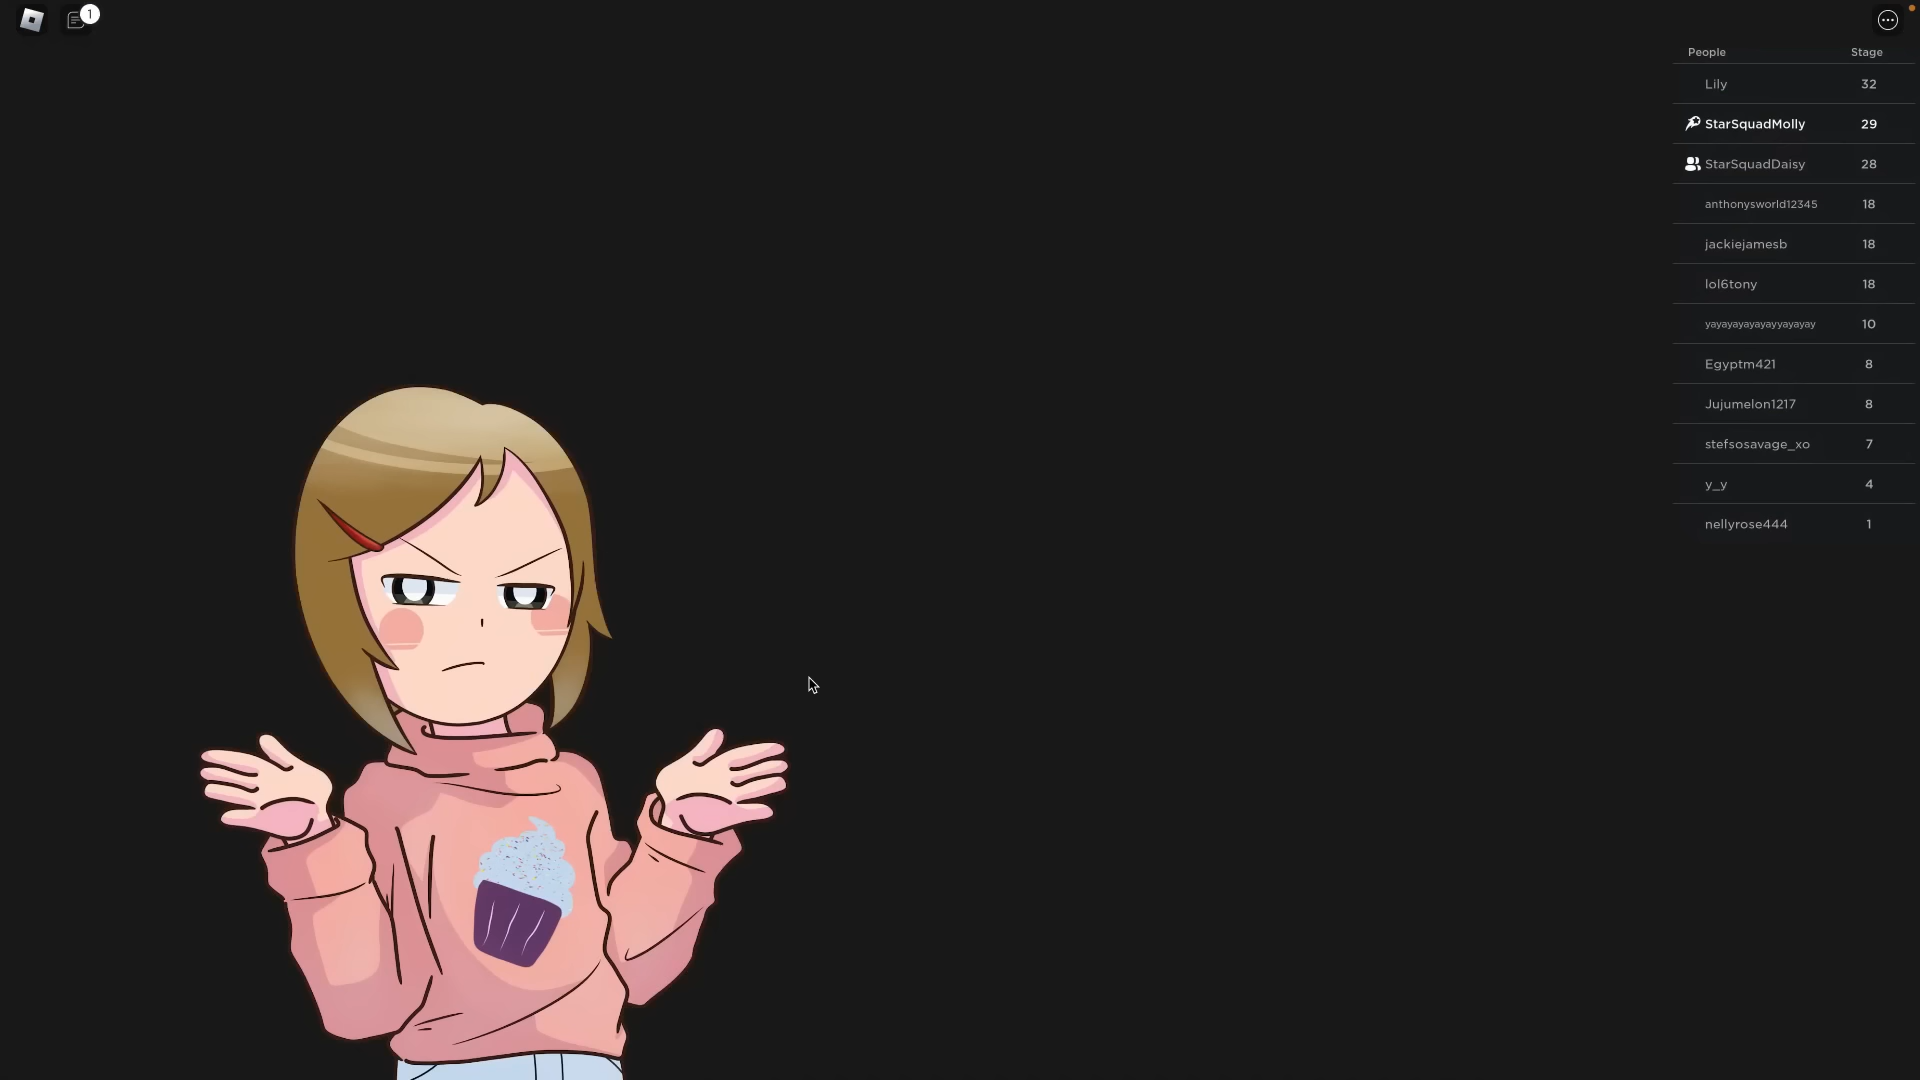 1
People Stage
Lily 32
StarSquadMolly 29
StarSquadDaisy 28
anthonysworld12345 18
jackiejamesb 18
lol6tony 18
yayayayayayayyayayay 10
Egyptm421 8
Jujumelon1217 8
stefsosavage_xo 7
y_y 4
nellyrose444 1